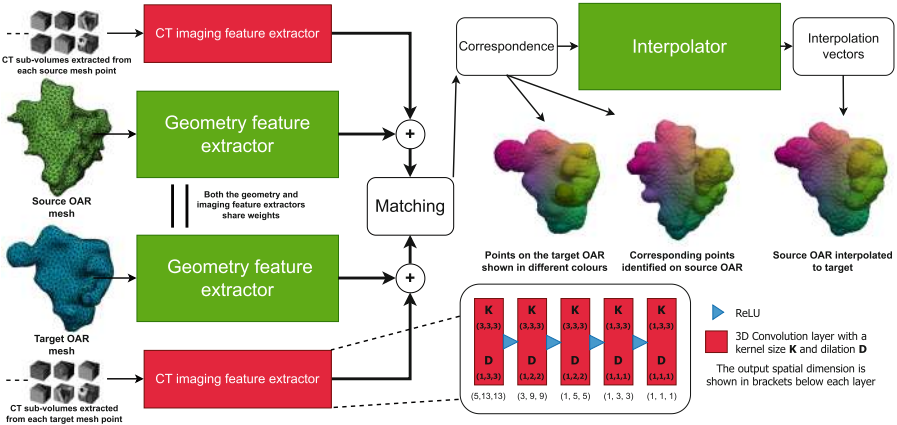 CT imaging feature extractor
CT sub-volumes extracted from
each source mesh point
Geometry feature
extractor
Source OAR
mesh
+
Both the geometry and
imaging feature extractors
share weights
Matching
Geometry feature
extractor
Target OAR
mesh
+
CT imaging feature extractor
CT sub-volumes extracted
from each target mesh point
Correspondence
Interpolator
Interpolation
vectors
Points on the target OAR
shown in different colours
Corresponding points
identified on source OAR
Source OAR interpolated
to target
K K K K K
(3,3,3) (3,3,3) (3,3,3) (1,3,3) (1,3,3)
D D D D D
(1,3,3) (1,2,2) (1,2,2) (1,1,1) (1,1,1)
(5,13,13) (3, 9, 9) (1, 5, 5) (1, 3, 3) (1, 1, 1)
ReLU
3D Convolution layer with a
kernel size K and dilation D
The output spatial dimension is
shown in brackets below each layer